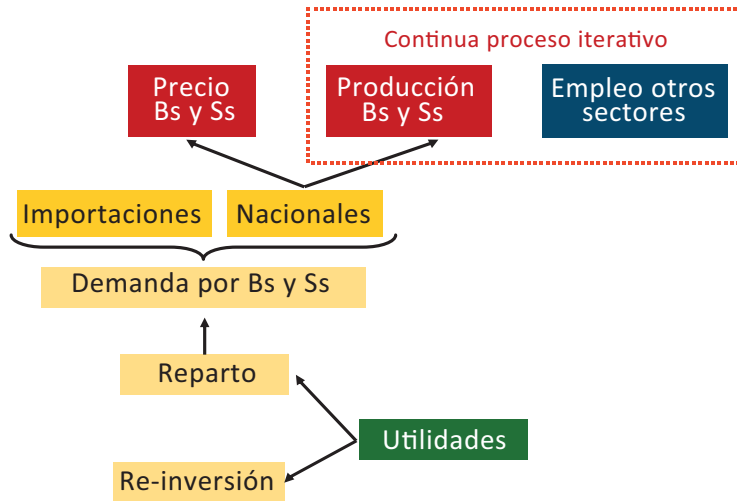 Continua proceso iterativo
Precio
Bs y Ss
Producción
Bs y Ss
Empleo otros
sectores
Importaciones
Nacionales
Demanda por Bs y Ss
Reparto
Utilidades
Re-inversión